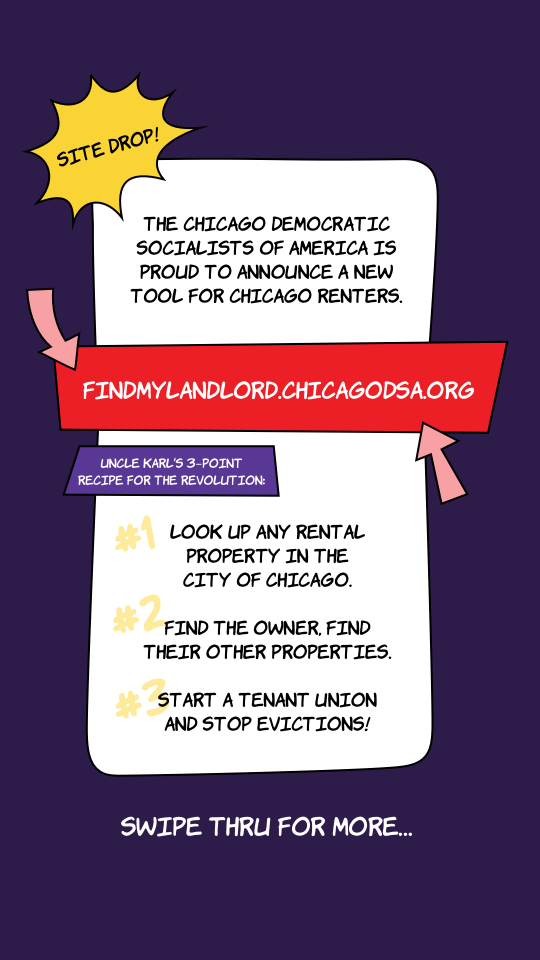 SITE DROP!
THE CHICAGO DEMOCRATIC
SOCIALISTS OF AMERICA IS
PROUD TO ANNOUNCE A NEW
TOOL FOR CHICAGO RENTERS.
FINDMYLANDLORD.CHICAGODSA.ORG
UNCLE KARL'S 3-POINT
RECIPE FOR THE REVOLUTION:
#1 LOOK UP ANY RENTAL
PROPERTY IN THE
CITY OF CHICAGO.
#2 FIND THE OWNER, FIND
THEIR OTHER PROPERTIES.
#3 START A TENANT UNION
AND STOP EVICTIONS!
SWIPE THRU FOR MORE...